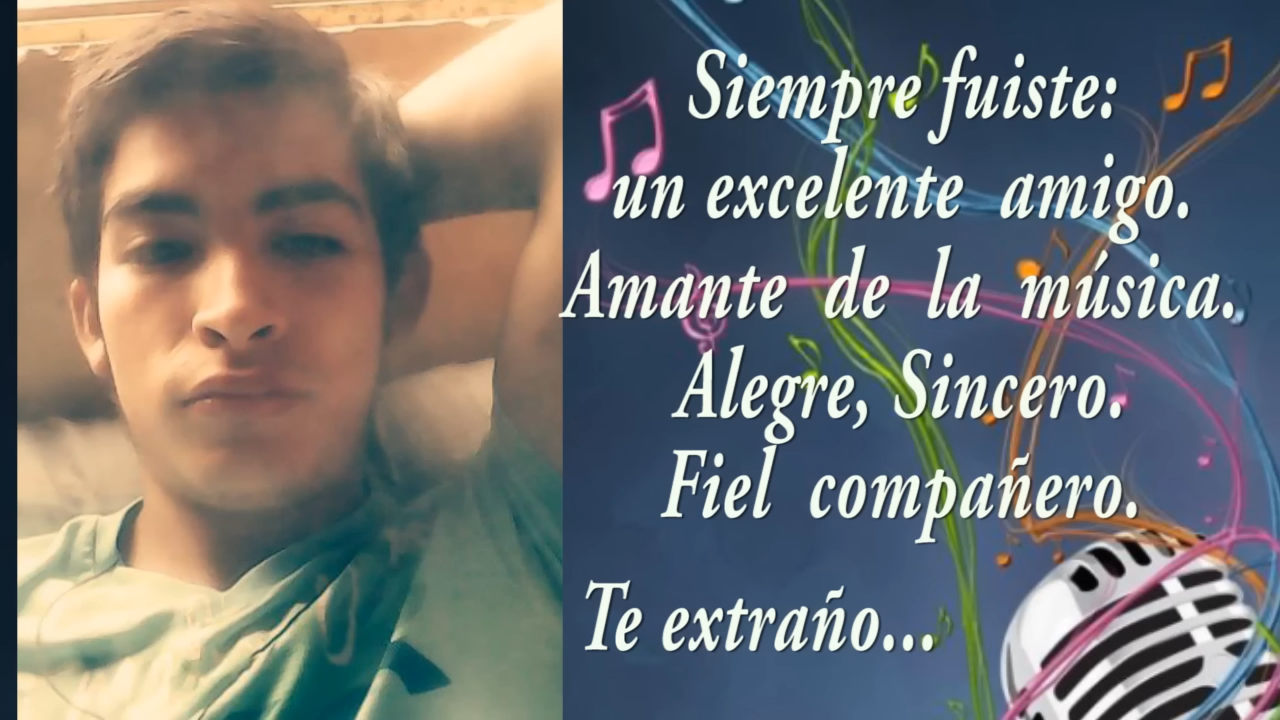 Siempre fuiste:
un excelente amigo.
Amante de la música.
Alegre, Sincero.
Fiel compañero.
Te extraño...